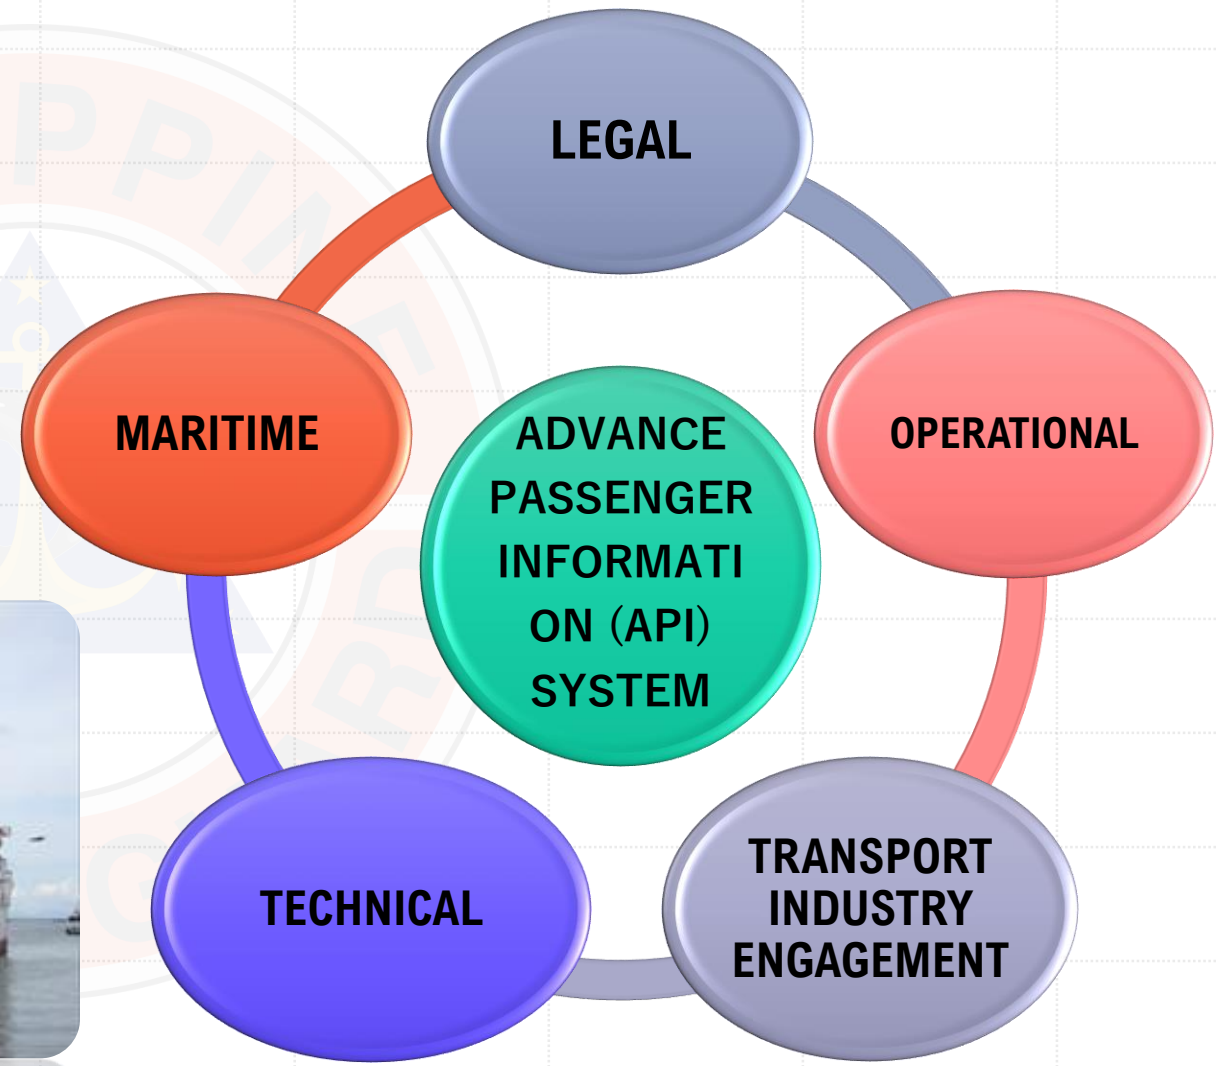 LEGAL
MARITIME
OPERATIONAL
ADVANCE
PASSENGER
INFORMATI
ON (API)
SYSTEM
TECHNICAL
TRANSPORT
INDUSTRY
ENGAGEMENT